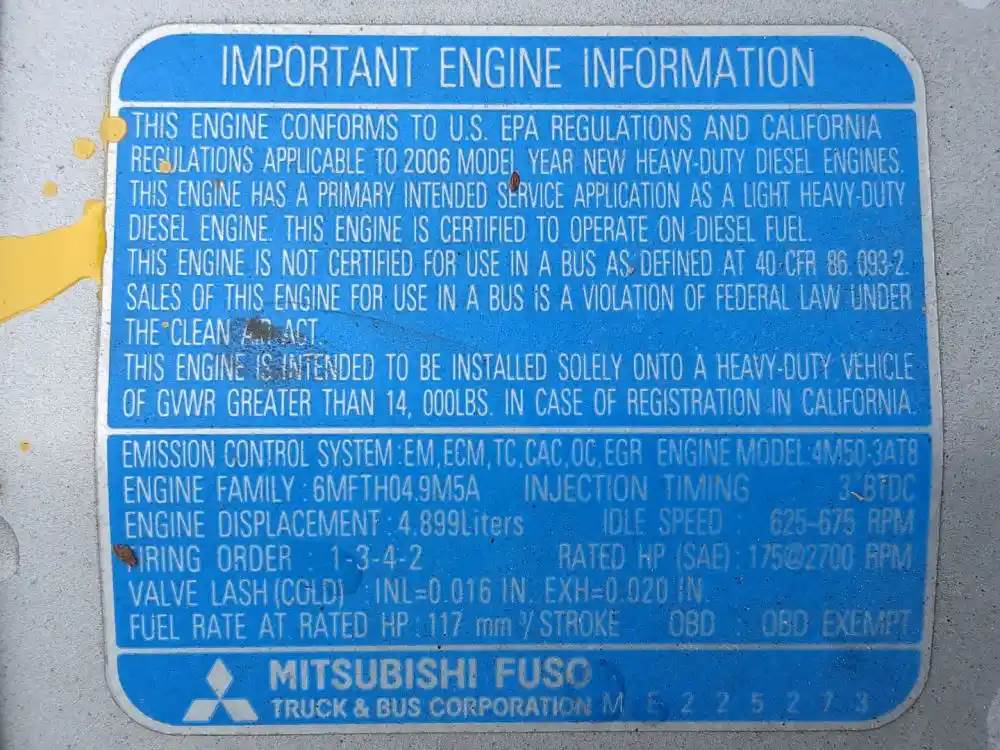 IMPORTANT ENGINE INFORMATION
THIS ENGINE CONFORMS TO U.S. EPA REGULATIONS AND CALIFORNIA
REGULATIONS APPLICABLE TO 2006 MODEL YEAR NEW HEAVY-DUTY DIESEL ENGINES.
THIS ENGINE HAS A PRIMARY INTENDED SERVICE APPLICATION AS A LIGHT HEAVY-DUTY
DIESEL ENGINE. THIS ENGINE IS CERTIFIED TO OPERATE ON DIESEL FUEL.
THIS ENGINE IS NOT CERTIFIED FOR USE IN A BUS AS DEFINED AT 40 CFR 86.093-2.
SALES OF THIS ENGINE FOR USE IN A BUS IS A VIOLATION OF FEDERAL LAW UNDER
THE CLEAN AIR ACT.
THIS ENGINE IS INTENDED TO BE INSTALLED SOLELY ONTO A HEAVY-DUTY VEHICLE
OF GVWR GREATER THAN 14, 000LBS. IN CASE OF REGISTRATION IN CALIFORNIA.
EMISSION CONTROL SYSTEM:EM,ECM,TC,CAC,OC,EGR ENGINE MODEL:4M50-3AT8
ENGINE FAMILY : 6MFTH04.9M5A INJECTION TIMING 3°BTDC
ENGINE DISPLACEMENT : 4.899Liters IDLE SPEED : 625-675 RPM
FIRING ORDER : 1-3-4-2 RATED HP (SAE) : 175@2700 RPM
VALVE LASH (COLD) : INL=0.016 IN. EXH=0.020 IN.
FUEL RATE AT RATED HP : 117 mm³/STROKE OBD : OBD EXEMPT
MITSUBISHI FUSO
TRUCK & BUS CORPORATION ME225273